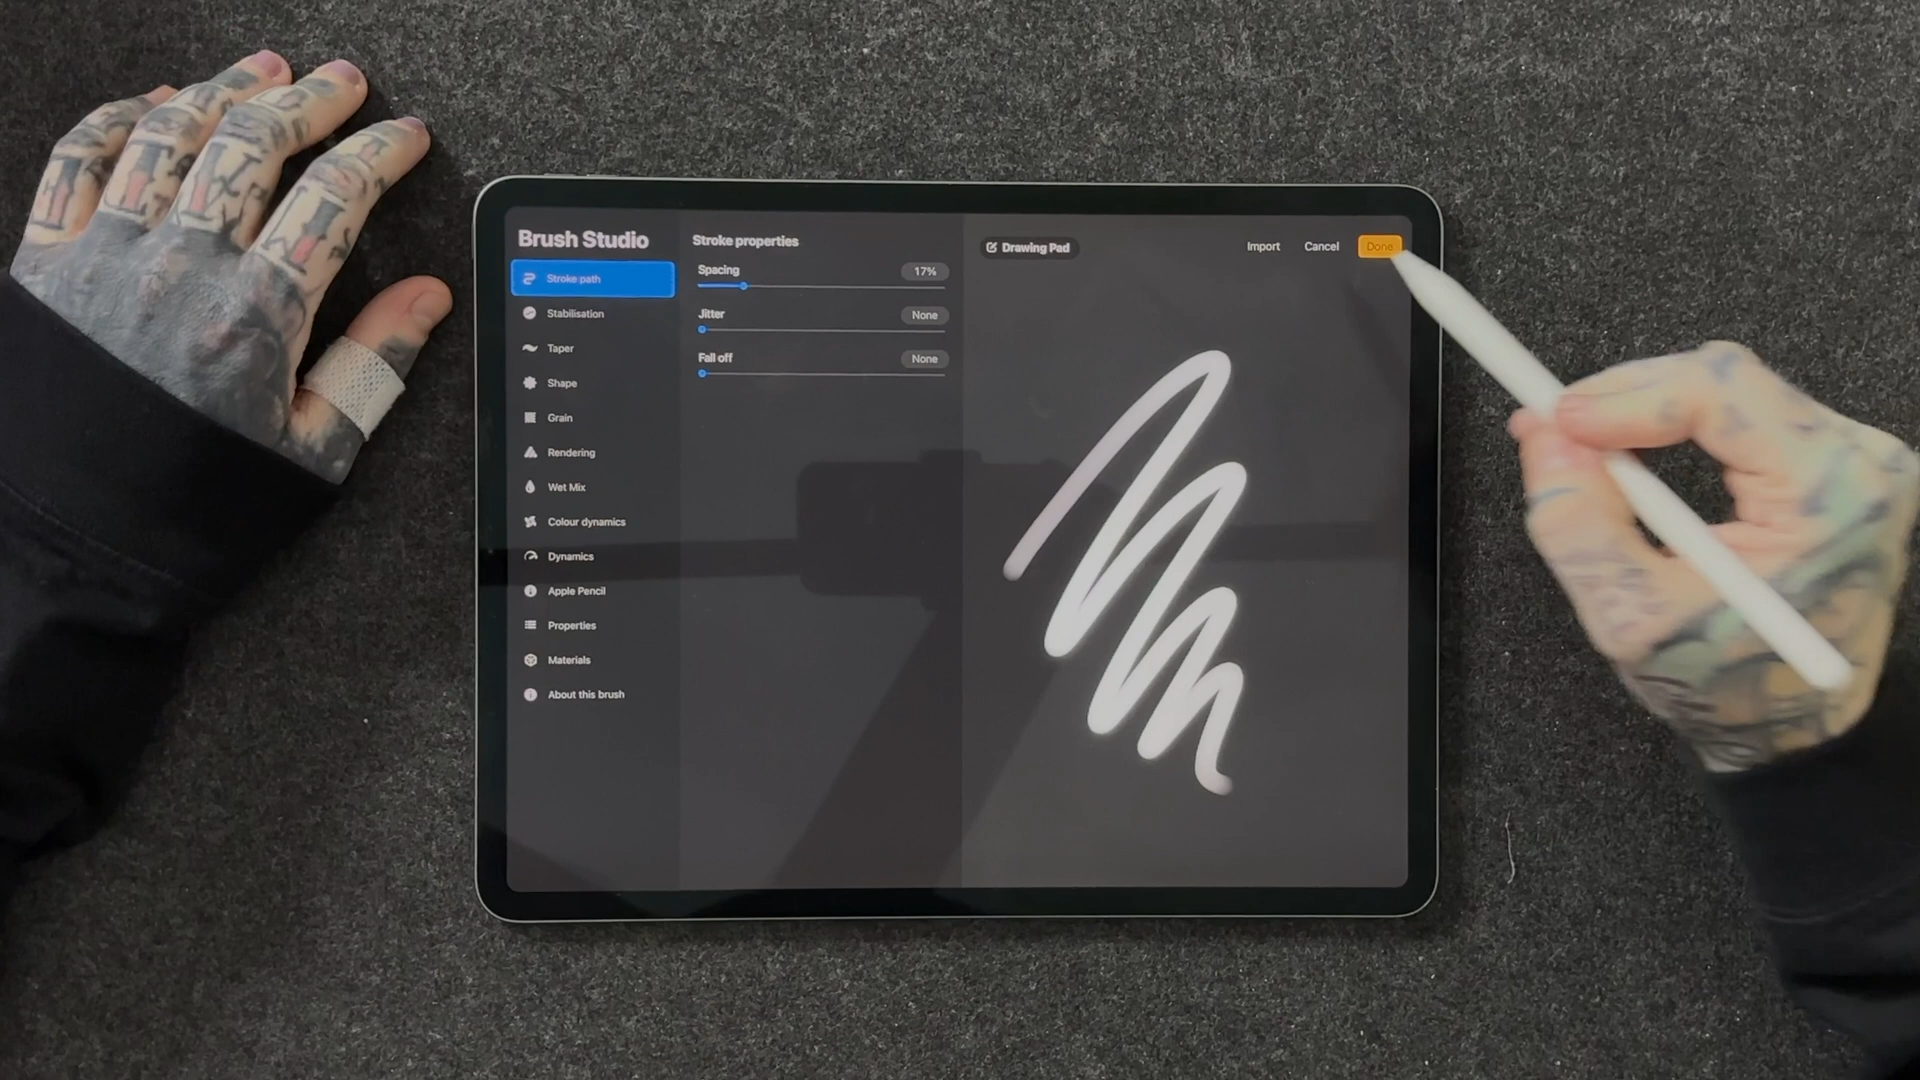 Brush Studio
Stroke path
Stabilisation
Taper
Shape
Grain
Rendering
Wet Mix
Colour dynamics
Dynamics
Apple Pencil
Properties
Materials
About this brush
Stroke properties
Spacing 17%
Jitter None
Fall off None
Drawing Pad
Import Cancel Done